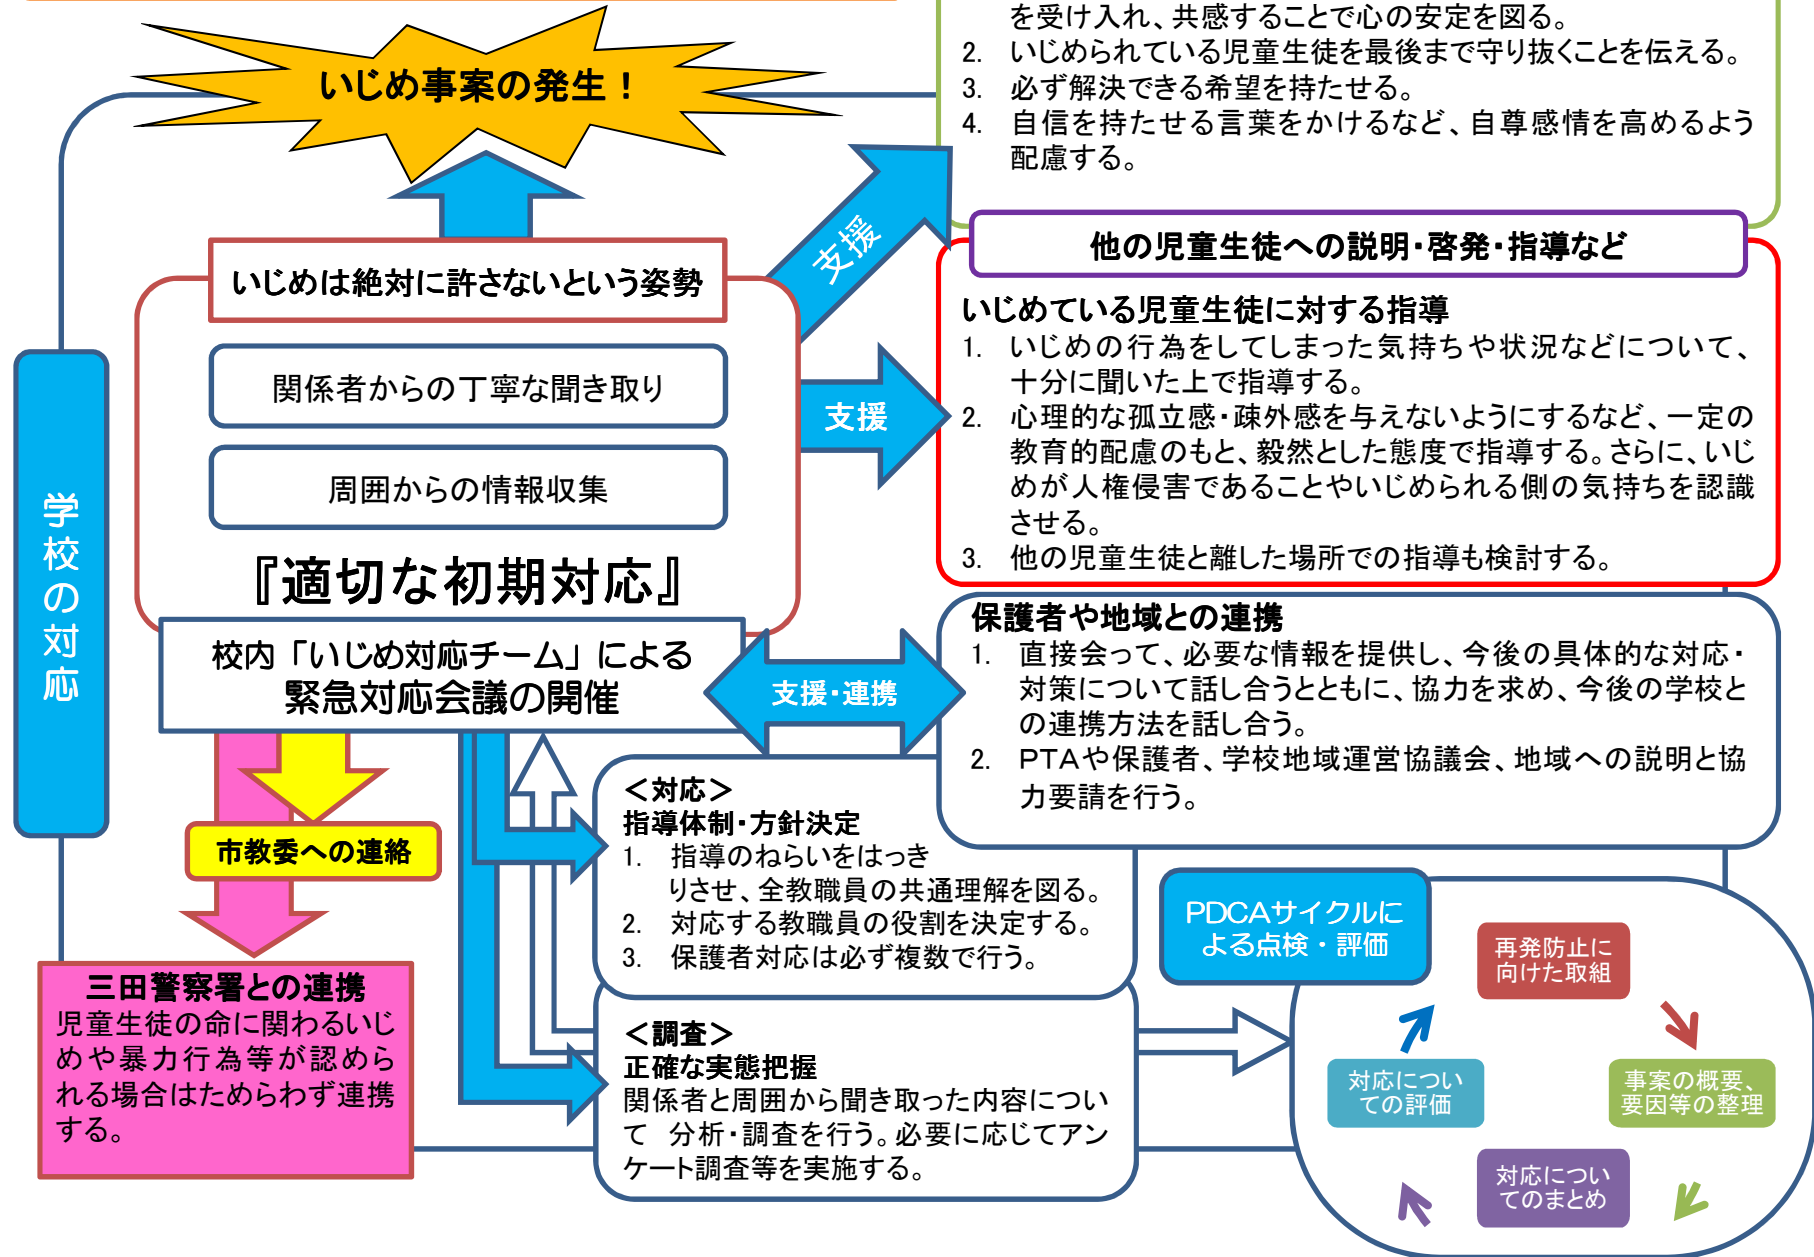 を受け入れ、共感することで心の安定を図る。
2. いじめられている児童生徒を最後まで守り抜くことを伝える。
3. 必ず解決できる希望を持たせる。
4. 自信を持たせる言葉をかけるなど、自尊感情を高めるよう
配慮する。
いじめ事案の発生！
支援
いじめは絶対に許さないという姿勢
関係者からの丁寧な聞き取り
周囲からの情報収集
『適切な初期対応』
学校の対応
支援
他の児童生徒への説明・啓発・指導など
いじめている児童生徒に対する指導
1. いじめの行為をしてしまった気持ちや状況などについて、
十分に聞いた上で指導する。
2. 心理的な孤立感・疎外感を与えないようにするなど、一定の
教育的配慮のもと、毅然とした態度で指導する。さらに、いじ
めが人権侵害であることやいじめられる側の気持ちを認識
させる。
3. 他の児童生徒と離した場所での指導も検討する。
校内「いじめ対応チーム」による
緊急対応会議の開催
支援・連携
保護者や地域との連携
1. 直接会って、必要な情報を提供し、今後の具体的な対応・
対策について話し合うとともに、協力を求め、今後の学校と
の連携方法を話し合う。
2. PTAや保護者、学校地域運営協議会、地域への説明と協
力要請を行う。
市教委への連絡
三田警察署との連携
児童生徒の命に関わるいじ
めや暴力行為等が認めら
れる場合はためらわず連携
する。
＜対応＞
指導体制・方針決定
1. 指導のねらいをはっき
りさせ、全教職員の共通理解を図る。
2. 対応する教職員の役割を決定する。
3. 保護者対応は必ず複数で行う。
＜調査＞
正確な実態把握
関係者と周囲から聞き取った内容につい
て 分析・調査を行う。必要に応じてアン
ケート調査等を実施する。
PDCAサイクルに
よる点検・評価
再発防止に
向けた取組
事案の概要、
要因等の整理
対応につい
てのまとめ
対応につい
ての評価